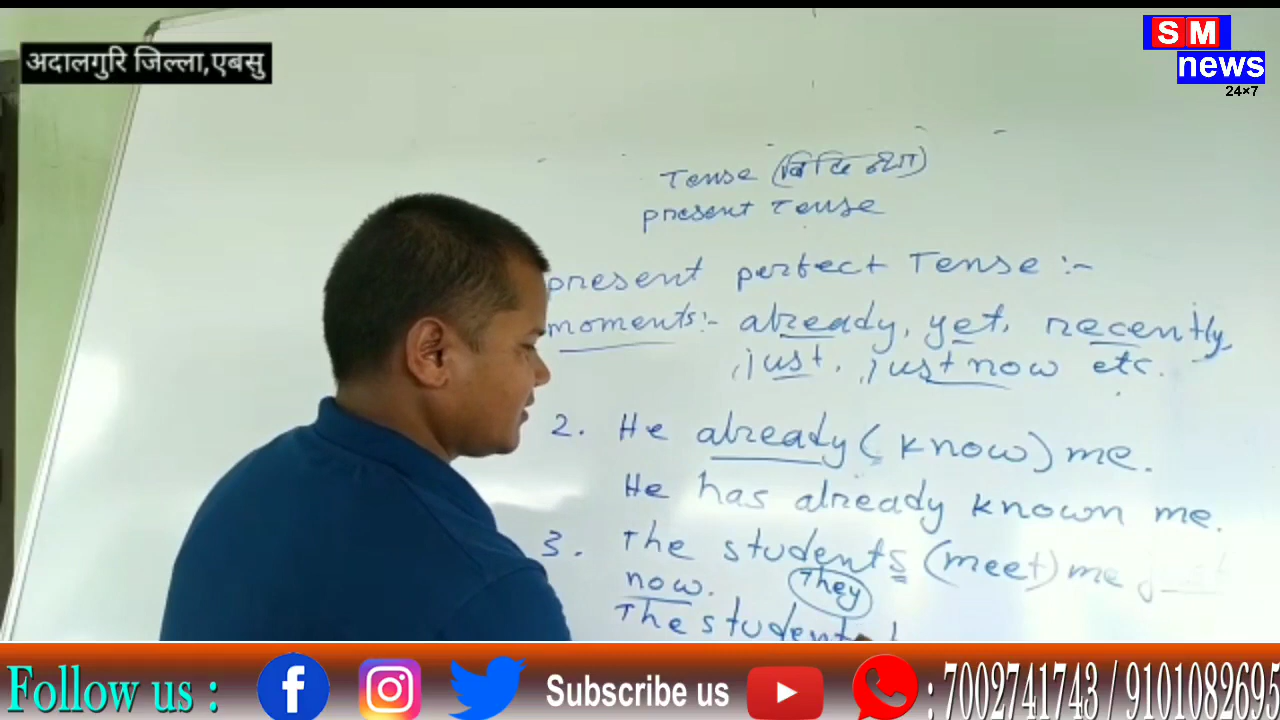 अदालगुरि जिल्ला,एबसु
SM
news
24×7
Tense
present Tense
present perfect Tense :-
moments:- already, yet, recently,
just, just now etc.
2. He already (know) me.
He has already known me.
3. The students (meet) me
now. They
The student
Follow us :
Subscribe us
: 7002741743 / 9101082695